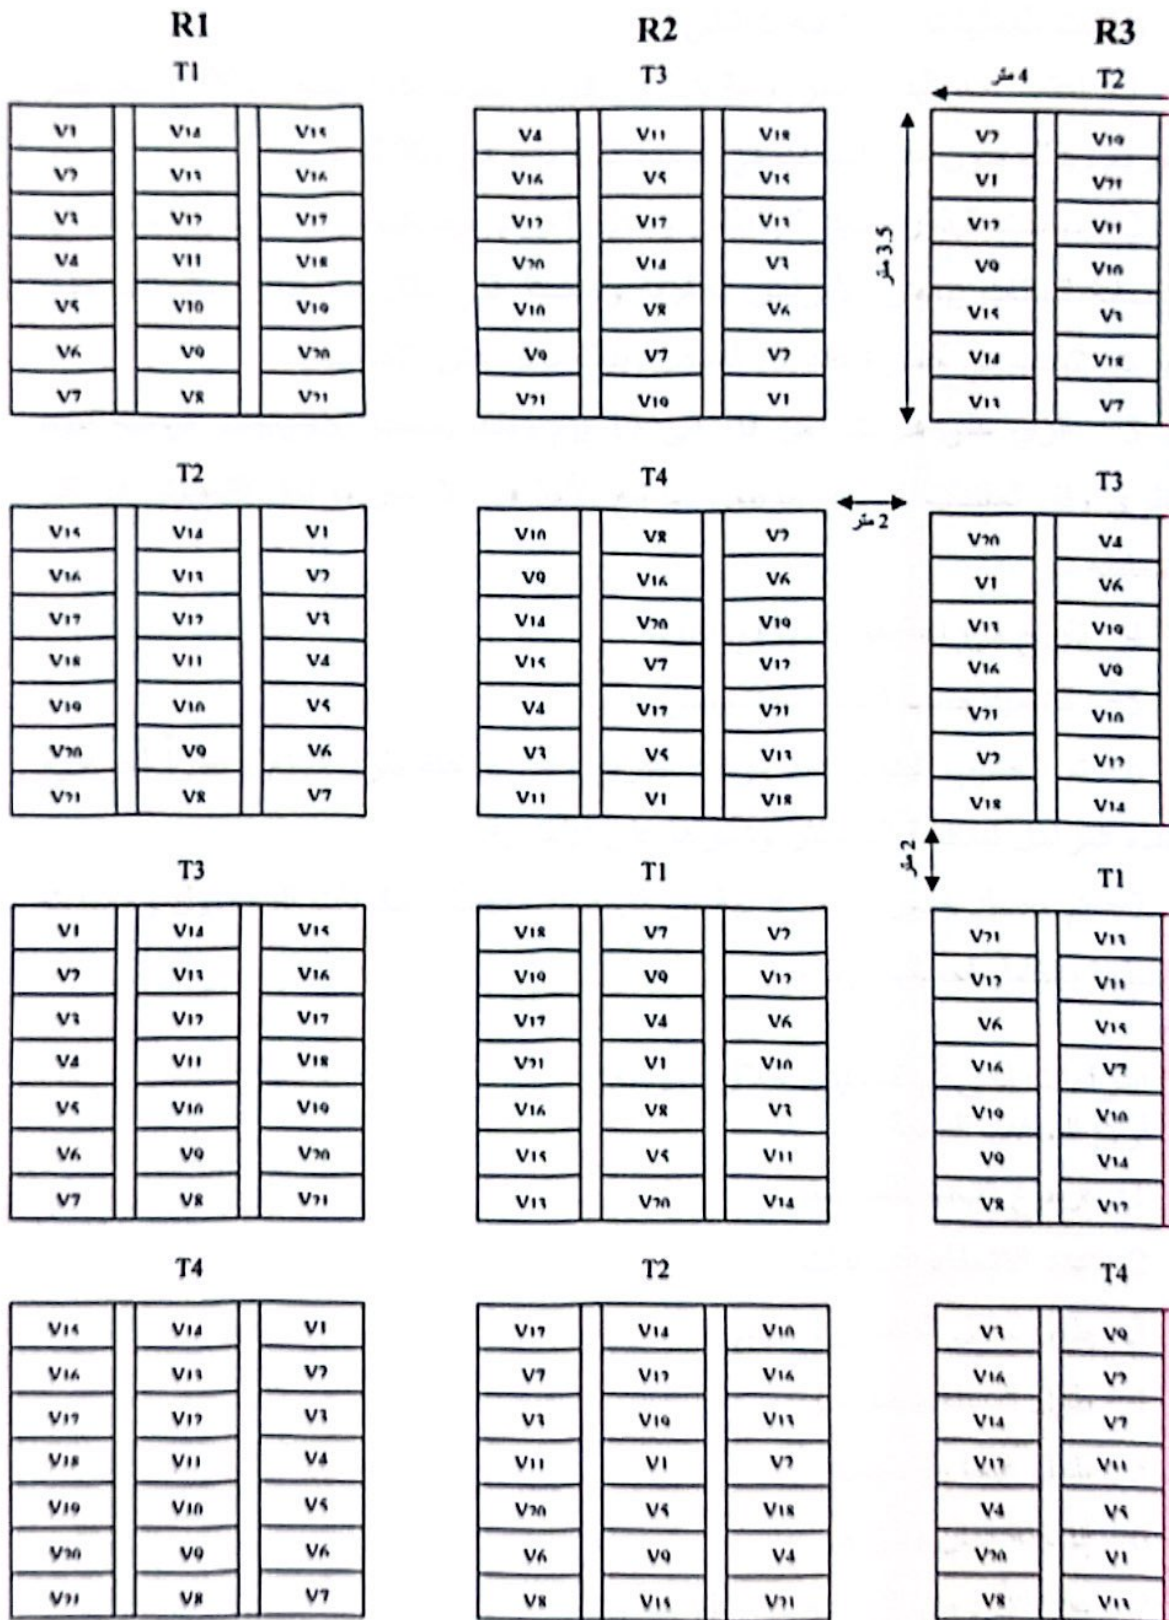 R1 R2 R3
T1 T3 4 متر T2
V1 V14 V15 V4 V11 V18 V2 V19
V2 V13 V16 V16 V5 V15 V1 V21
V3 V12 V17 V12 V17 V13 V12 V11
V4 V11 V18 V20 V14 V3 V9 V10
3.5 متر
V5 V10 V19 V10 V8 V6 V15 V3
V6 V9 V20 V9 V7 V2 V14 V18
V7 V8 V21 V21 V19 V1 V13 V7
T2 T4 T3
2 متر
V15 V14 V1 V10 V8 V2 V20 V4
V16 V13 V2 V9 V16 V6 V1 V6
V17 V12 V3 V14 V20 V19 V13 V19
V18 V11 V4 V15 V7 V12 V16 V9
V19 V10 V5 V4 V17 V21 V21 V10
V20 V9 V6 V3 V5 V13 V2 V12
V21 V8 V7 V11 V1 V18 V18 V14
2 متر
T3 T1 T1
V1 V14 V15 V18 V7 V2 V21 V13
V2 V13 V16 V19 V9 V12 V11
V3 V12 V17 V17 V4 V6 V6 V15
V4 V11 V18 V21 V1 V10 V16
V5 V10 V19 V16 V8 V3 V19 V10
V6 V9 V20 V15 V5 V11 V9 V14
V7 V8 V21 V13 V20 V14 V8
T4 T2 T4
V15 V14 V1 V17 V14 V10 V3 V9
V16 V13 V2 V7 V12 V16 V16 V2
V17 V12 V3 V3 V19 V13 V14 V7
V18 V11 V4 V11 V1 V2 V11
V19 V10 V5 V20 V5 V18 V4 V5
V20 V9 V6 V6 V9 V4 V20 V1
V21 V8 V7 V8 V15 V21 V8 V13